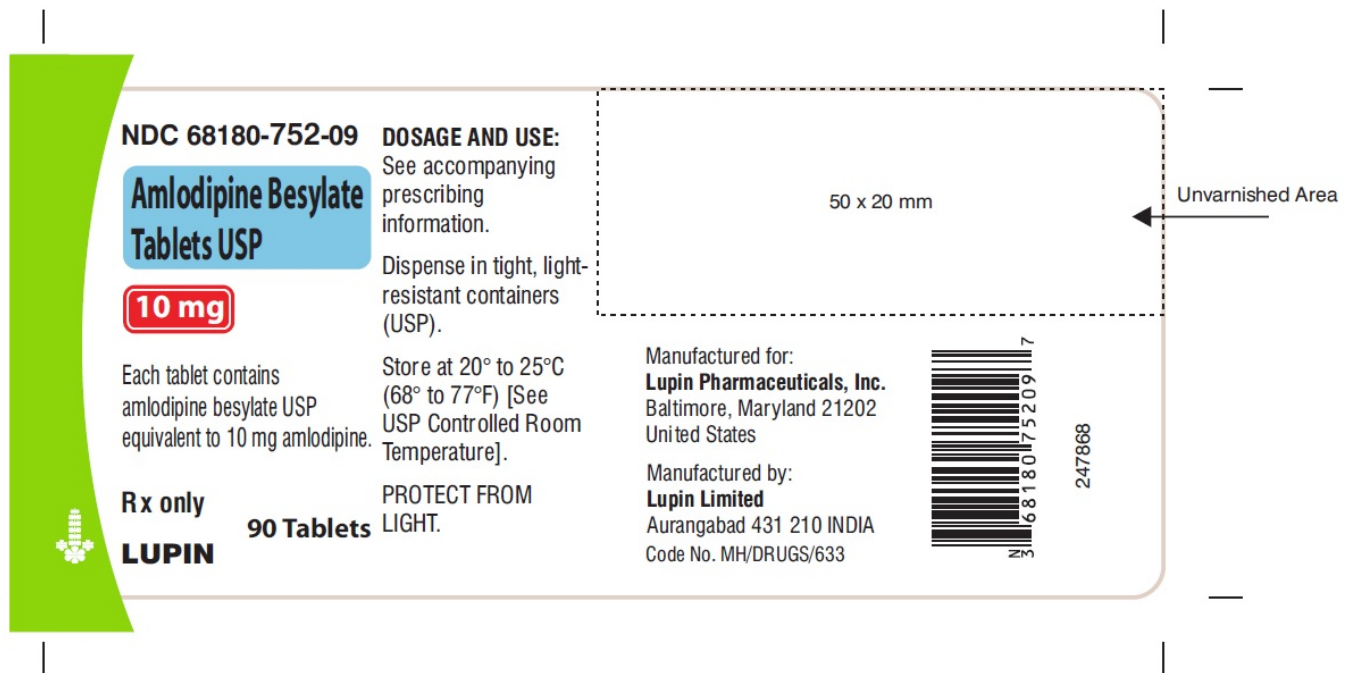 NDC 68180-752-09
Amlodipine Besylate
Tablets USP
10 mg
Each tablet contains
amlodipine besylate USP
equivalent to 10 mg amlodipine.
Rx only
90 Tablets
LUPIN
DOSAGE AND USE:
See accompanying
prescribing
information.
Dispense in tight, light-
resistant containers
(USP).
Store at 20° to 25°C
(68° to 77°F) [See
USP Controlled Room
Temperature].
PROTECT FROM
LIGHT.
50 x 20 mm
Unvarnished Area
Manufactured for:
Lupin Pharmaceuticals, Inc.
Baltimore, Maryland 21202
United States
Manufactured by:
Lupin Limited
Aurangabad 431 210 INDIA
Code No. MH/DRUGS/633
N
3 68180 75209 7
247868